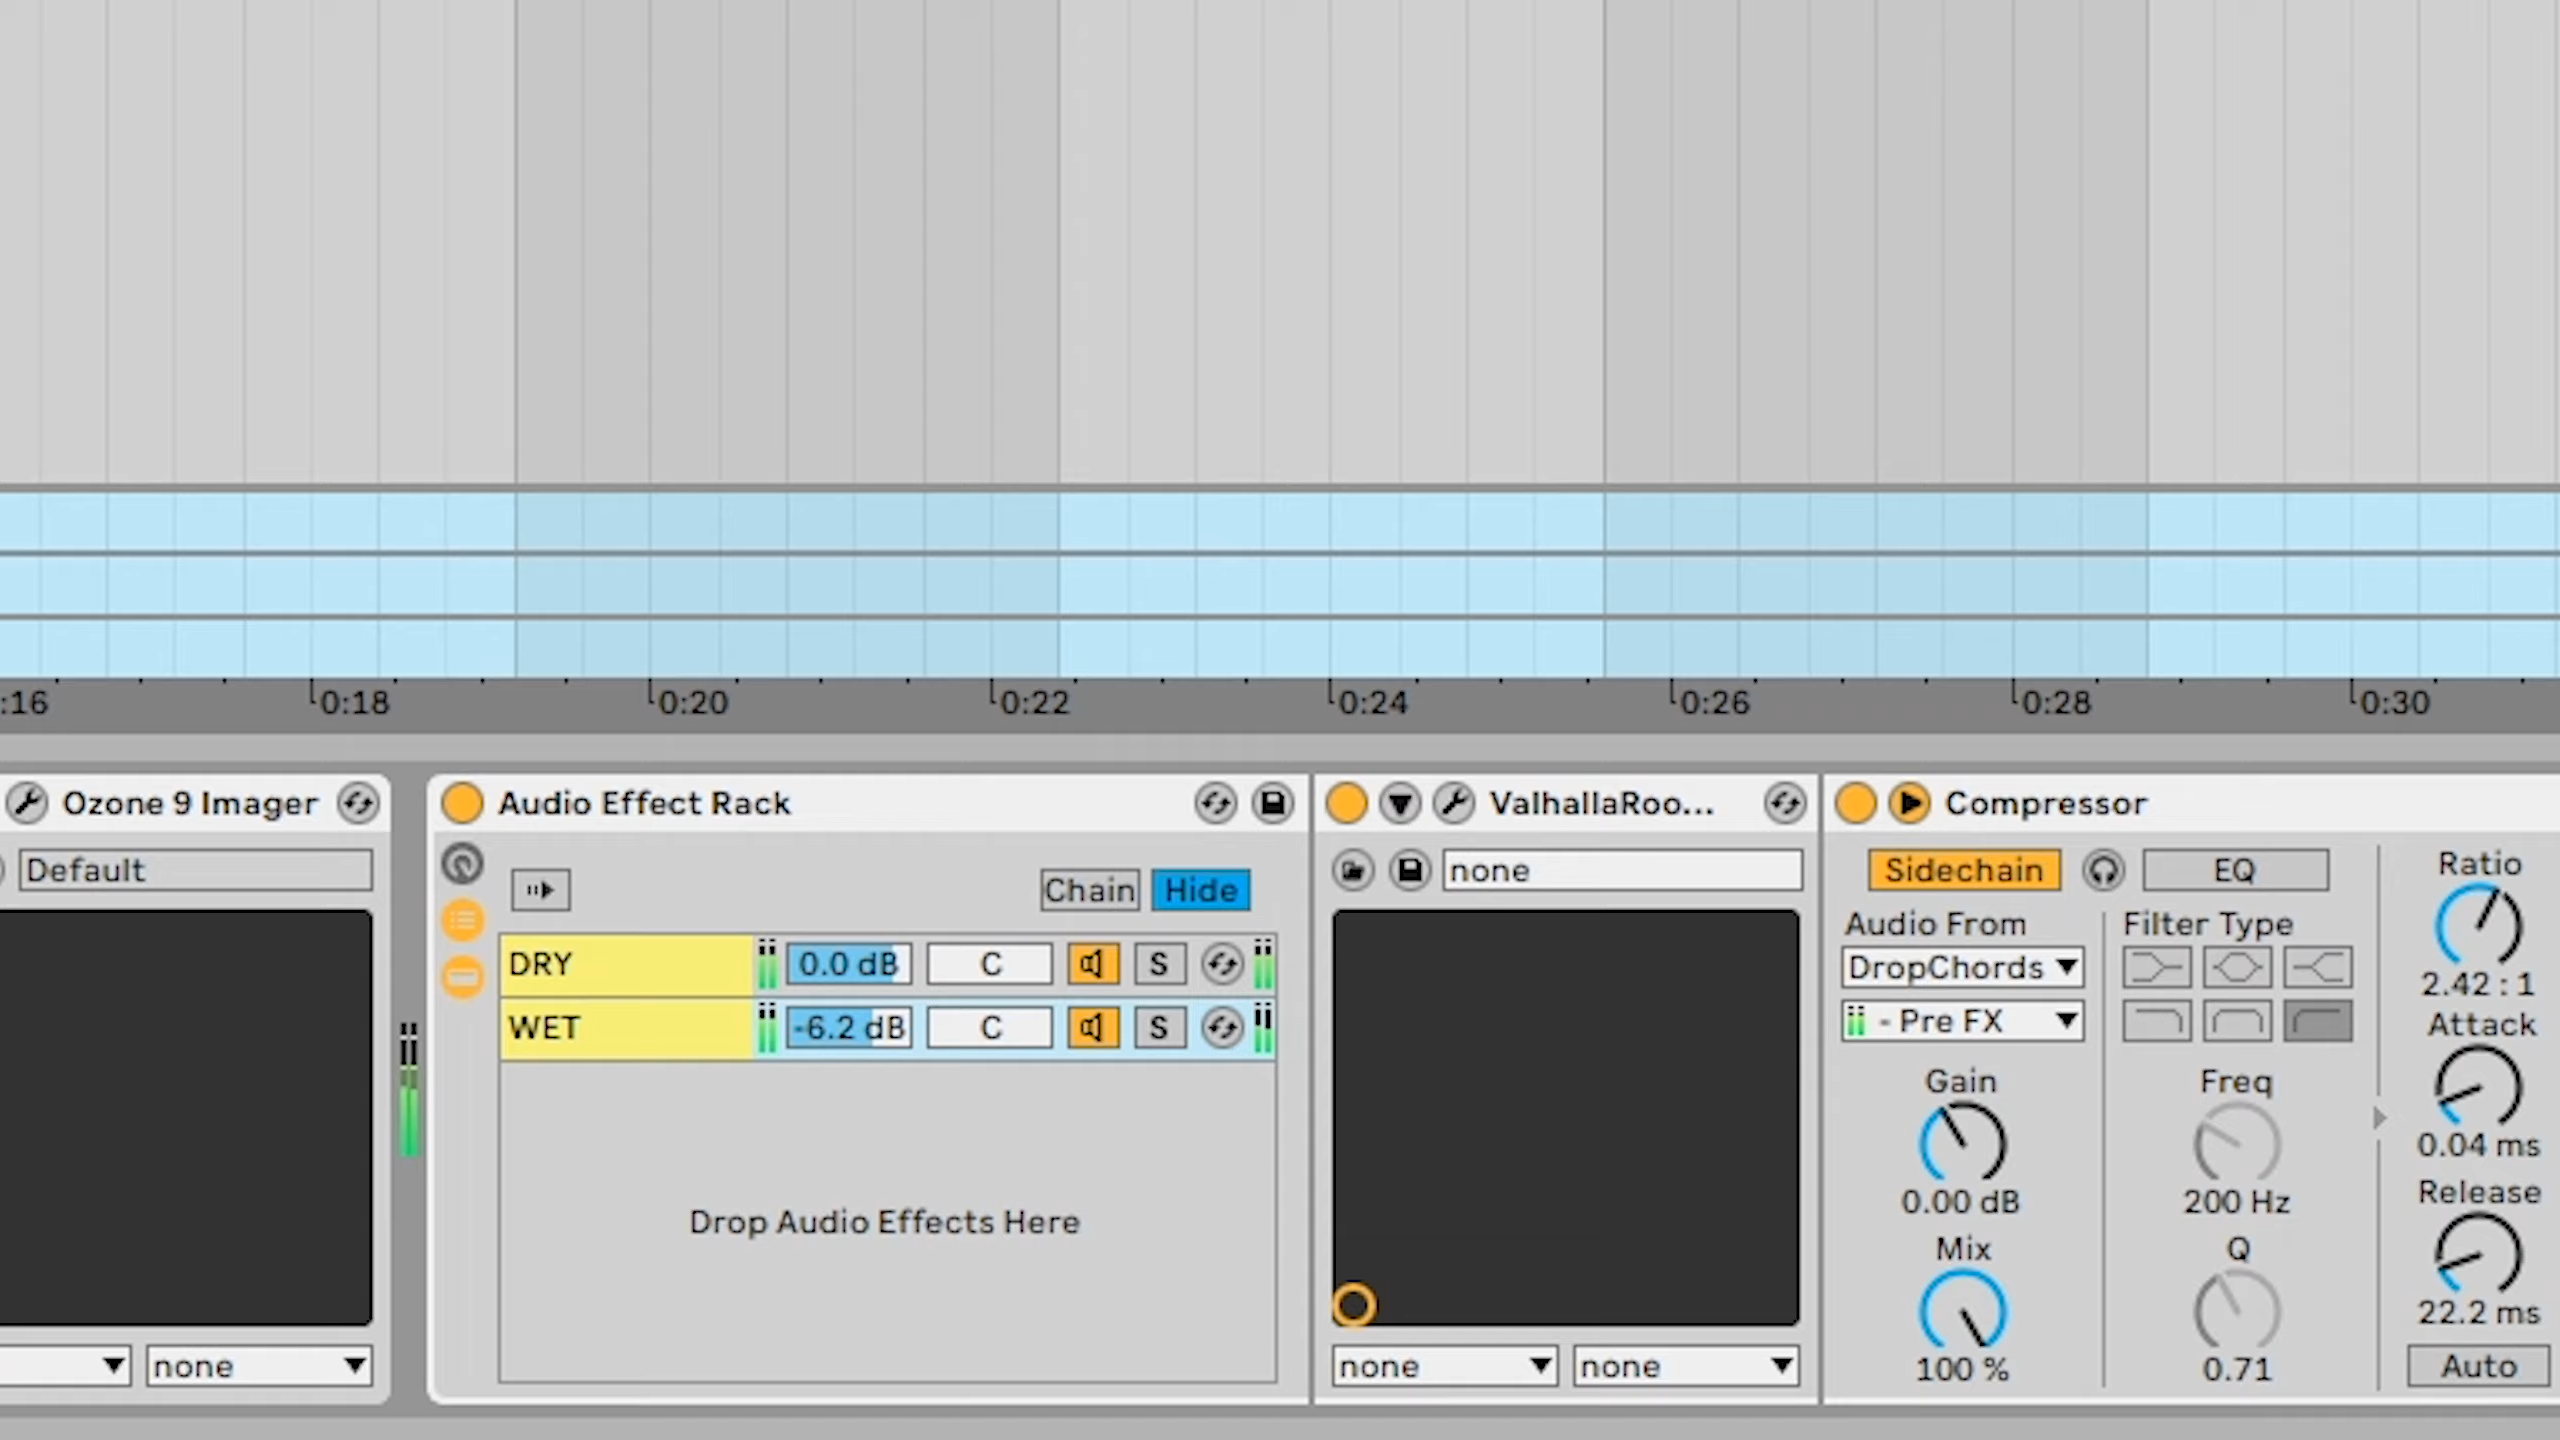 :16 0:18 0:20 0:22 0:24 0:26 0:28 0:30
Ozone 9 Imager
Default
none
Audio Effect Rack
Chain Hide
DRY 0.0 dB C S
WET -6.2 dB C S
Drop Audio Effects Here
ValhallaRoo...
none
none none
Compressor
Sidechain EQ
Audio From Filter Type
DropChords
- Pre FX
Gain Freq
0.00 dB 200 Hz
Mix Q
100 % 0.71
Ratio
2.42 : 1
Attack
0.04 ms
Release
22.2 ms
Auto